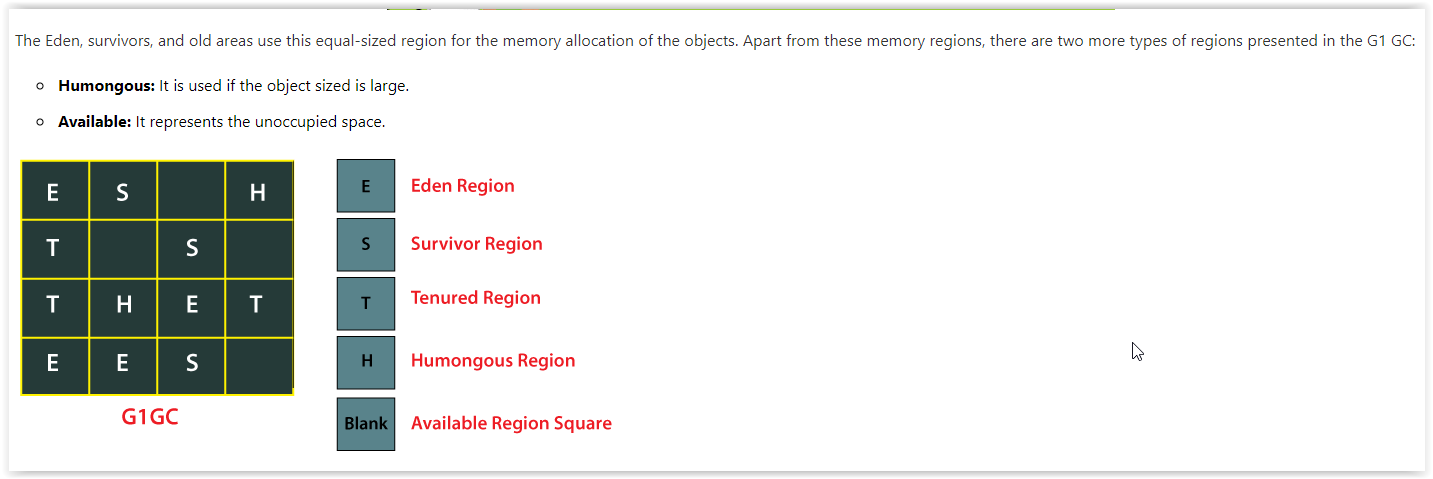 The Eden, survivors, and old areas use this equal-sized region for the memory allocation of the objects. Apart from these memory regions, there are two more types of regions presented in the G1 GC:
Humongous: It is used if the object sized is large.
Available: It represents the unoccupied space.
E S H
T S
T H E T
E E S
G1GC
E Eden Region
S Survivor Region
T Tenured Region
H Humongous Region
Blank Available Region Square